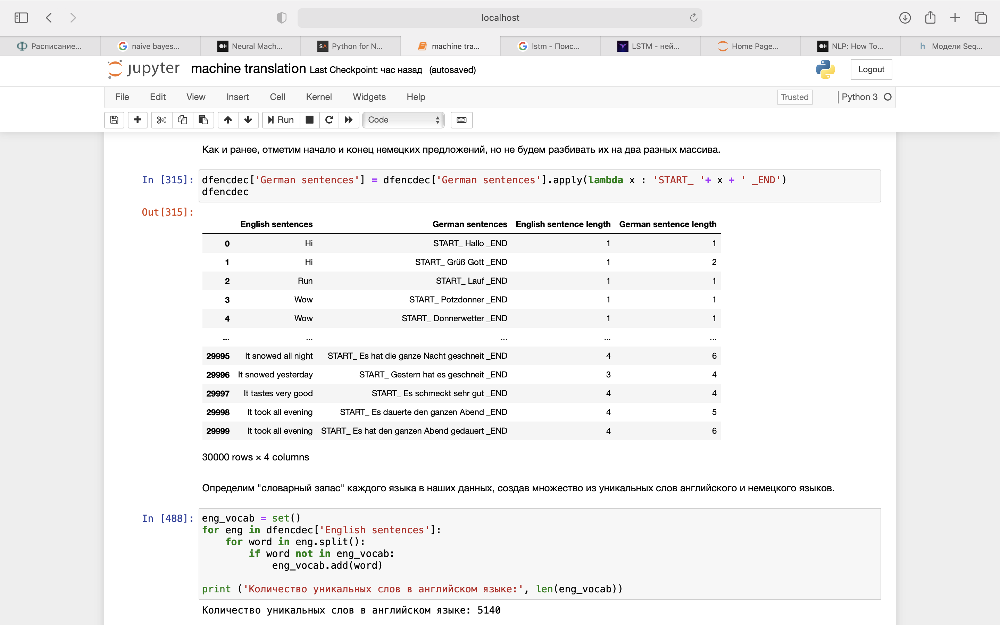 localhost
Расписание...
naive bayes...
Neural Mach...
SA Python for N...
machine tra...
lstm - Поис...
LSTM - ней...
Home Page...
NLP: How To...
h Модели Seq...
jupyter machine translation Last Checkpoint: час назад (autosaved)
Logout
File Edit View Insert Cell Kernel Widgets Help Trusted Python 3
Run Code
Как и ранее, отметим начало и конец немецких предложений, но не будем разбивать их на два разных массива.
In [315]: dfencdec['German sentences'] = dfencdec['German sentences'].apply(lambda x : 'START_ '+ x + ' _END')
dfencdec
Out[315]:
English sentences German sentences English sentence length German sentence length
0 Hi START_ Hallo _END 1 1
1 Hi START_ Grüß Gott _END 1 2
2 Run START_ Lauf _END 1 1
3 Wow START_ Potzdonner _END 1 1
4 Wow START_ Donnerwetter _END 1 1
... ... ... ... ...
29995 It snowed all night START_ Es hat die ganze Nacht geschneit _END 4 6
29996 It snowed yesterday START_ Gestern hat es geschneit _END 3 4
29997 It tastes very good START_ Es schmeckt sehr gut _END 4 4
29998 It took all evening START_ Es dauerte den ganzen Abend _END 4 5
29999 It took all evening START_ Es hat den ganzen Abend gedauert _END 4 6
30000 rows × 4 columns
Определим "словарный запас" каждого языка в наших данных, создав множество из уникальных слов английского и немецкого языков.
In [488]: eng_vocab = set()
for eng in dfencdec['English sentences']:
    for word in eng.split():
        if word not in eng_vocab:
            eng_vocab.add(word)
print ('Количество уникальных слов в английском языке:', len(eng_vocab))
Количество уникальных слов в английском языке: 5140